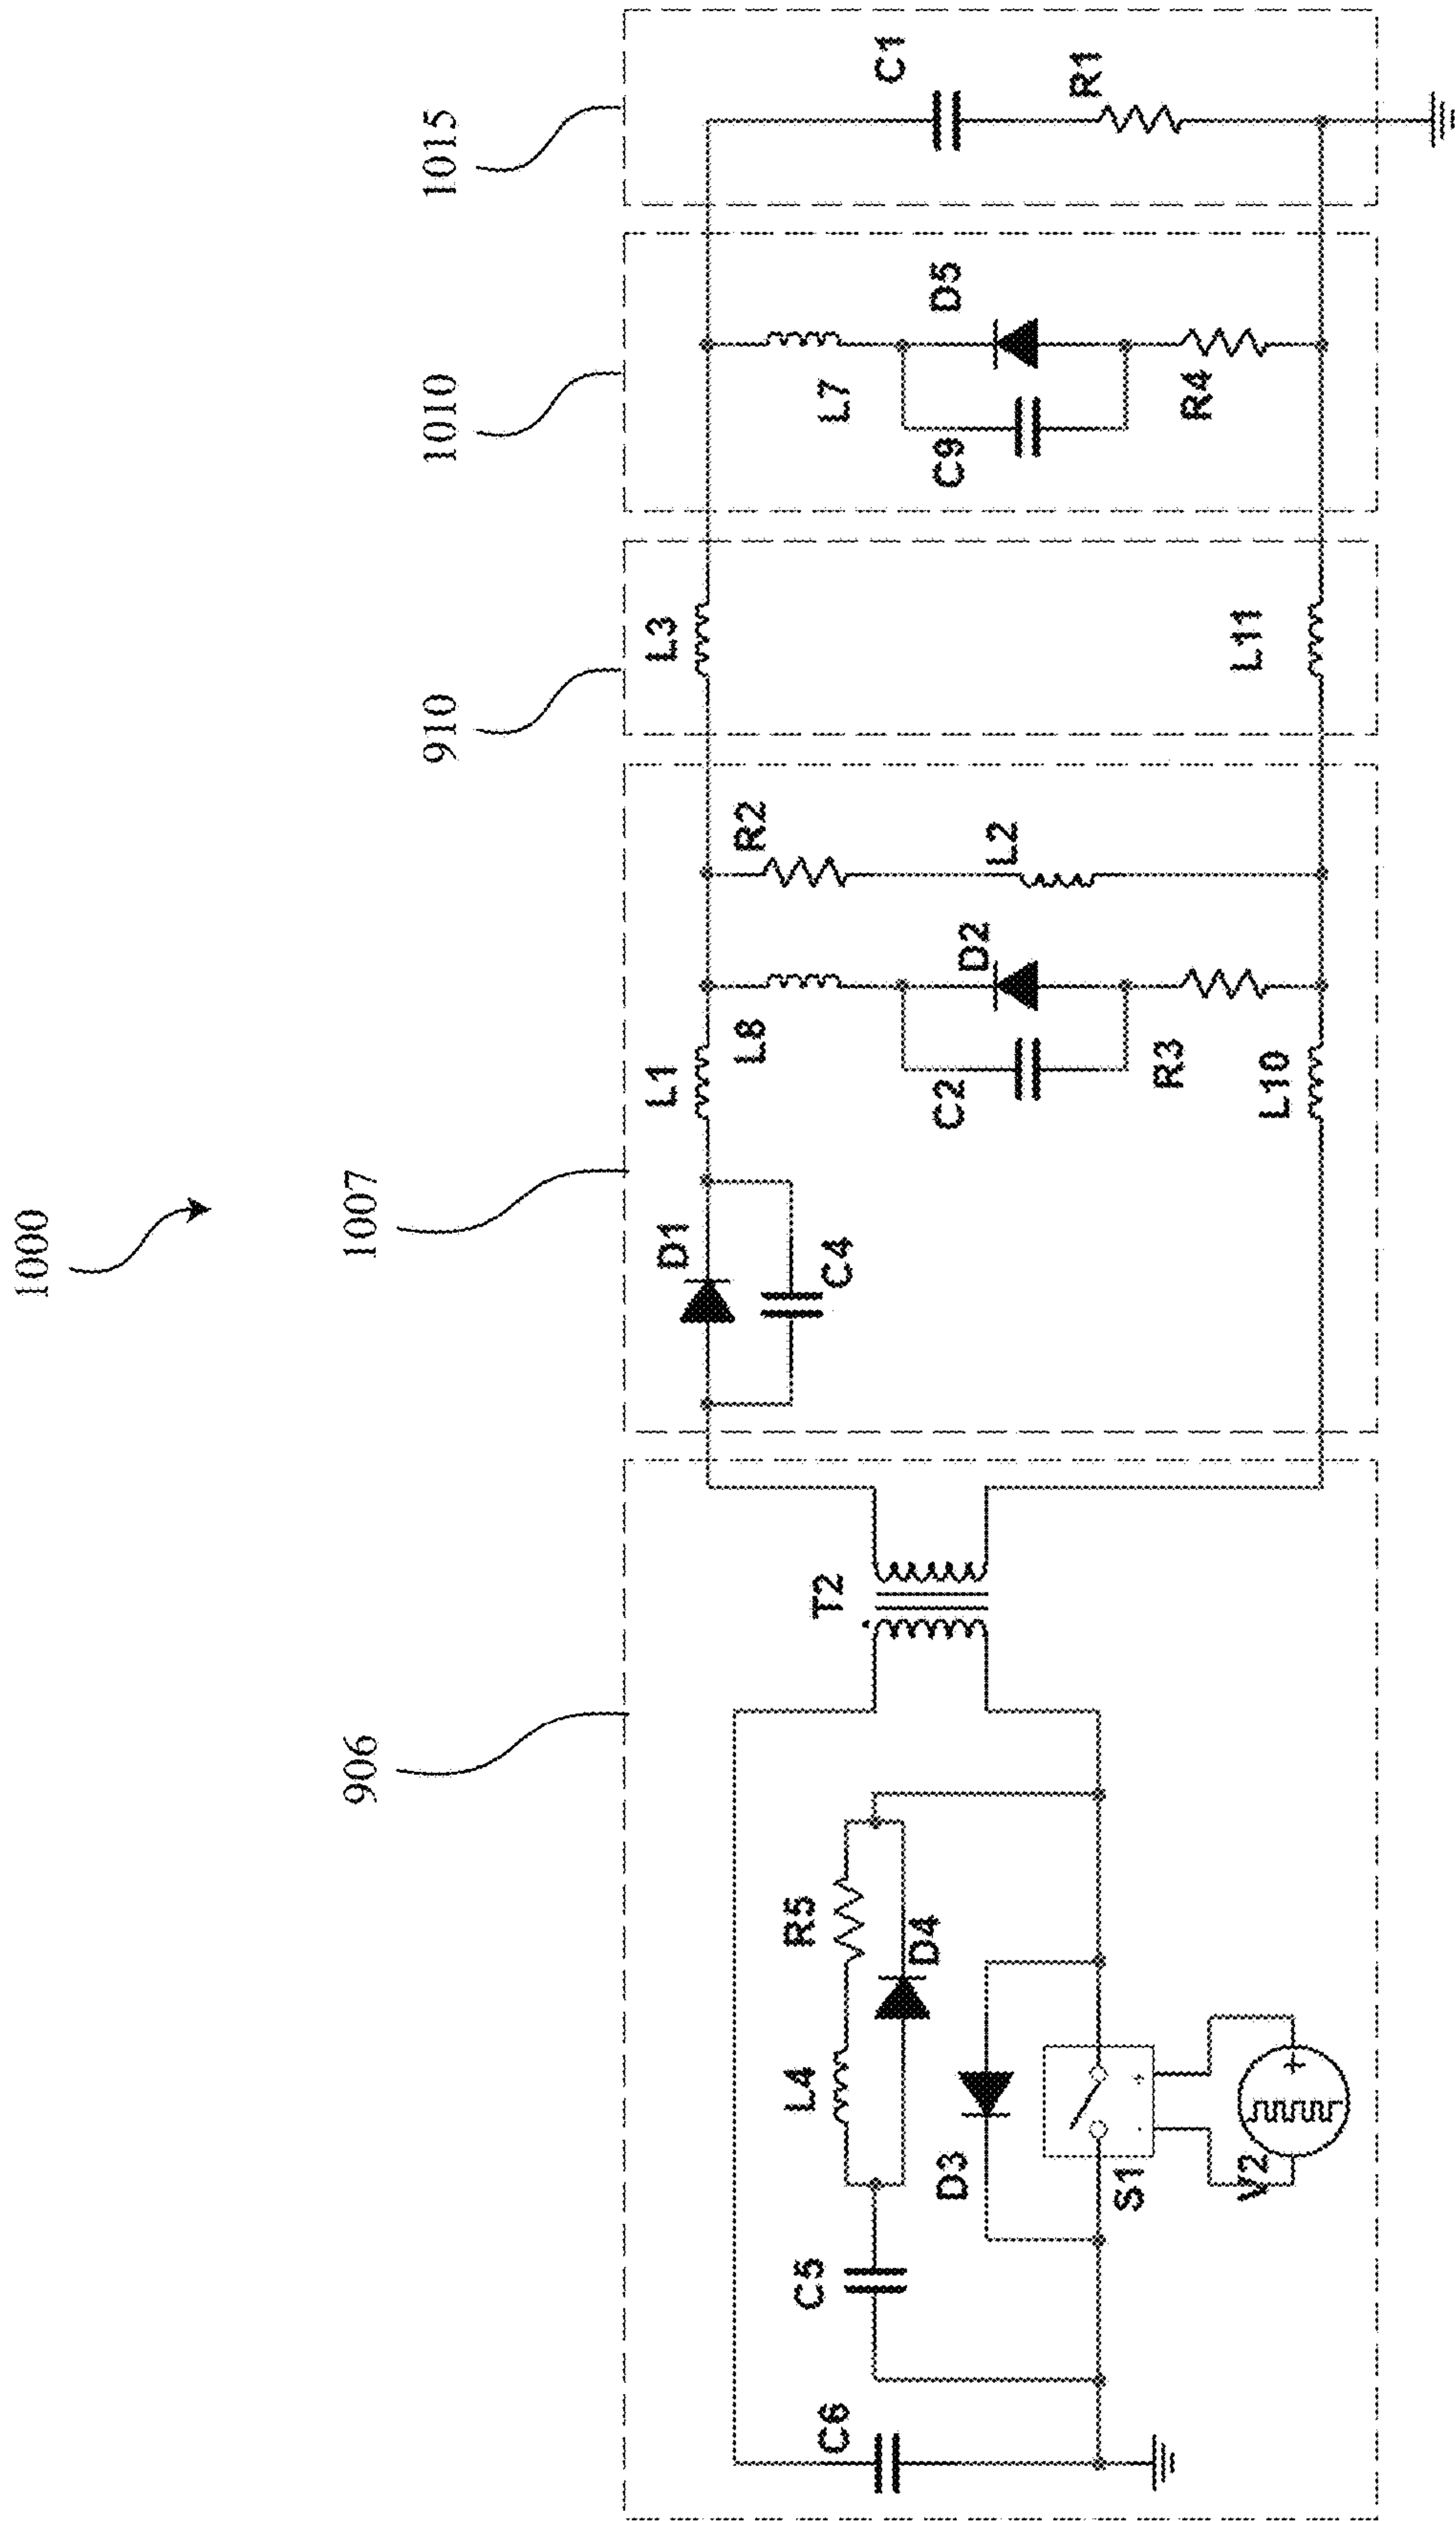 1000
906
1007
910
1010
1015
C6
C5
L4
R5
D4
D3
S1
V2
-
+
+
T2
D1
C4
L1
L8
C2
D2
R3
L10
R2
L2
L3
L11
L7
C9
D5
R4
C1
R1